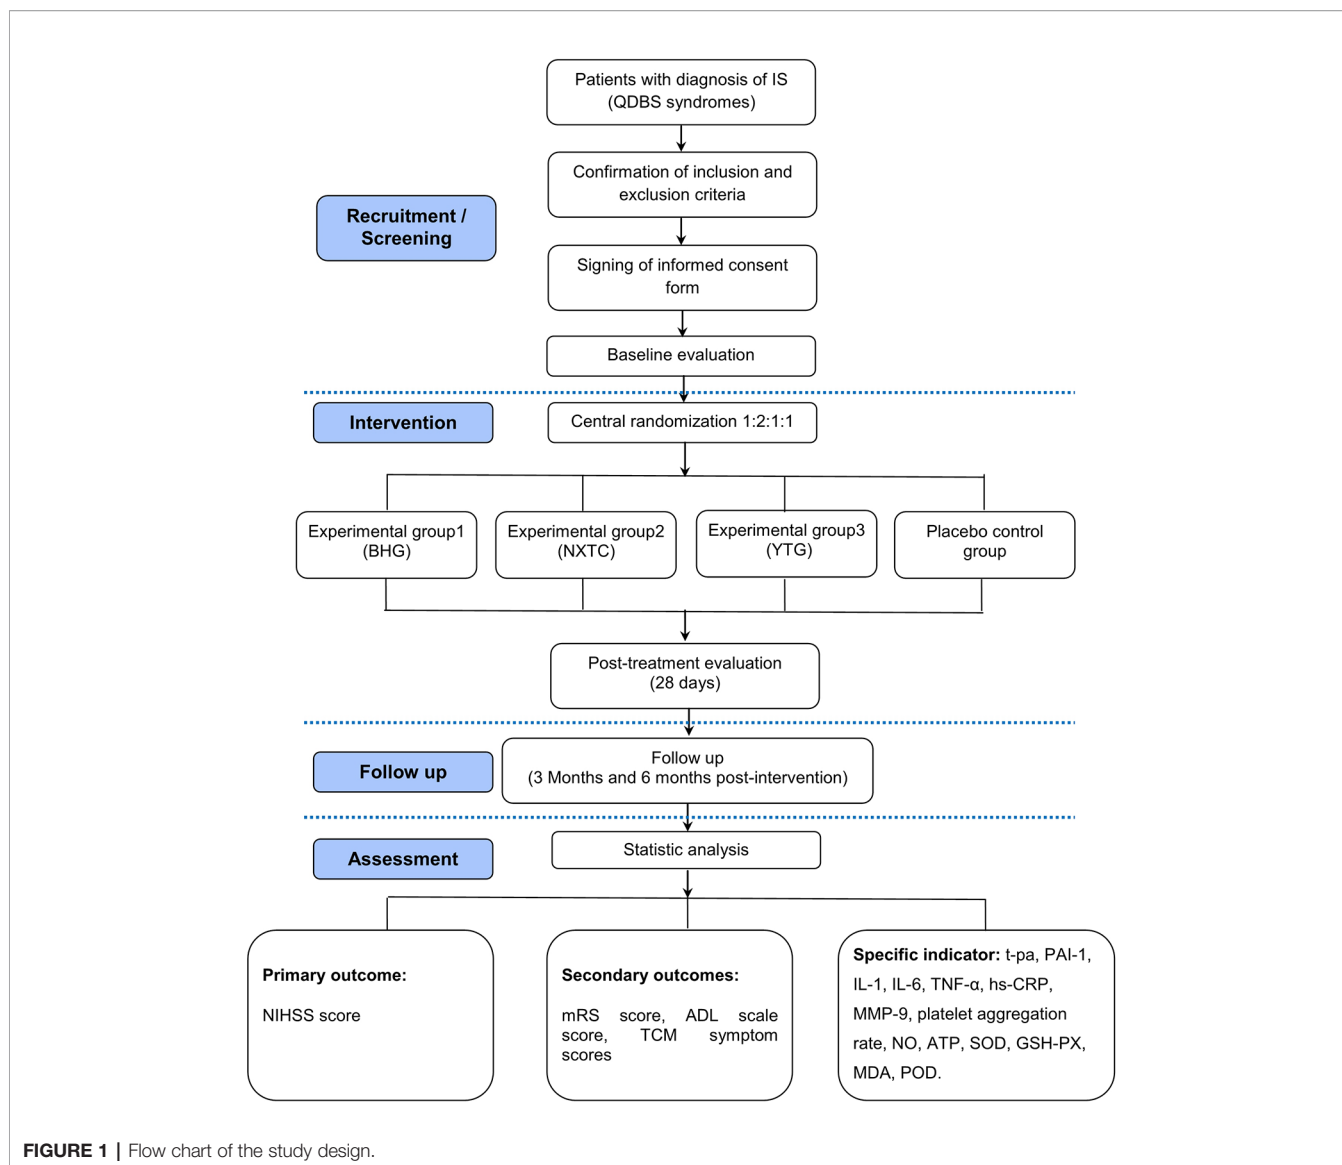 Patients with diagnosis of IS
(QDBS syndromes)
Confirmation of inclusion and
exclusion criteria
Recruitment /
Screening
Signing of informed consent
form
Baseline evaluation
Intervention
Central randomization 1:2:1:1
Experimental group1
(BHG)
Experimental group2
(NXTC)
Experimental group3
(YTG)
Placebo control
group
Post-treatment evaluation
(28 days)
Follow up
Follow up
(3 Months and 6 months post-intervention)
Assessment
Statistic analysis
Primary outcome:
NIHSS score
Secondary outcomes:
mRS score, ADL scale
score, TCM symptom
scores
Specific indicator: t-pa, PAI-1,
IL-1, IL-6, TNF-α, hs-CRP,
MMP-9, platelet aggregation
rate, NO, ATP, SOD, GSH-PX,
MDA, POD.
FIGURE 1 | Flow chart of the study design.